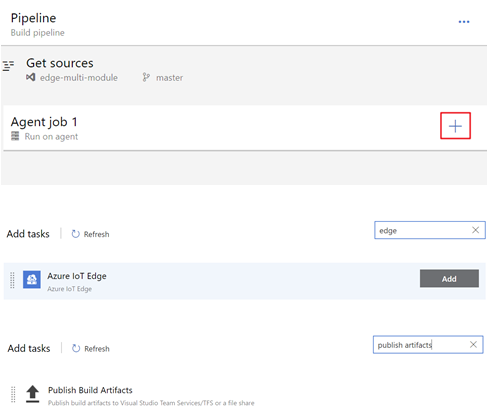 Pipeline
Build pipeline
Get sources
edge-multi-module master
Agent job 1
Run on agent
Add tasks Refresh edge
Azure IoT Edge
Azure IoT Edge
Add
Add tasks Refresh publish artifacts
Publish Build Artifacts
Publish build artifacts to Visual Studio Team Services/TFS or a file share